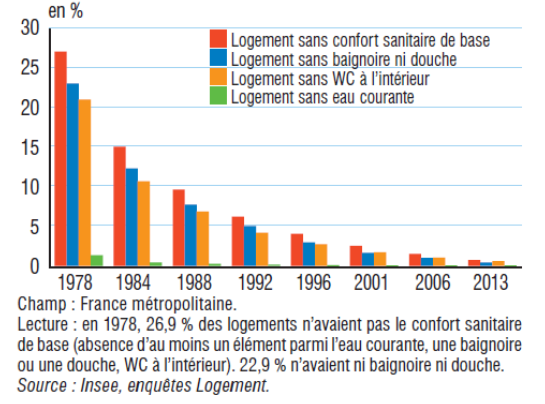 en %
30
25
20
15
10
5
0
Logement sans confort sanitaire de base
Logement sans baignoire ni douche
Logement sans WC à l'intérieur
Logement sans eau courante
1978 1984 1988 1992 1996 2001 2006 2013
Champ : France métropolitaine.
Lecture : en 1978, 26,9 % des logements n'avaient pas le confort sanitaire
de base (absence d'au moins un élément parmi l'eau courante, une baignoire
ou une douche, WC à l'intérieur). 22,9 % n'avaient ni baignoire ni douche.
Source : Insee, enquêtes Logement.